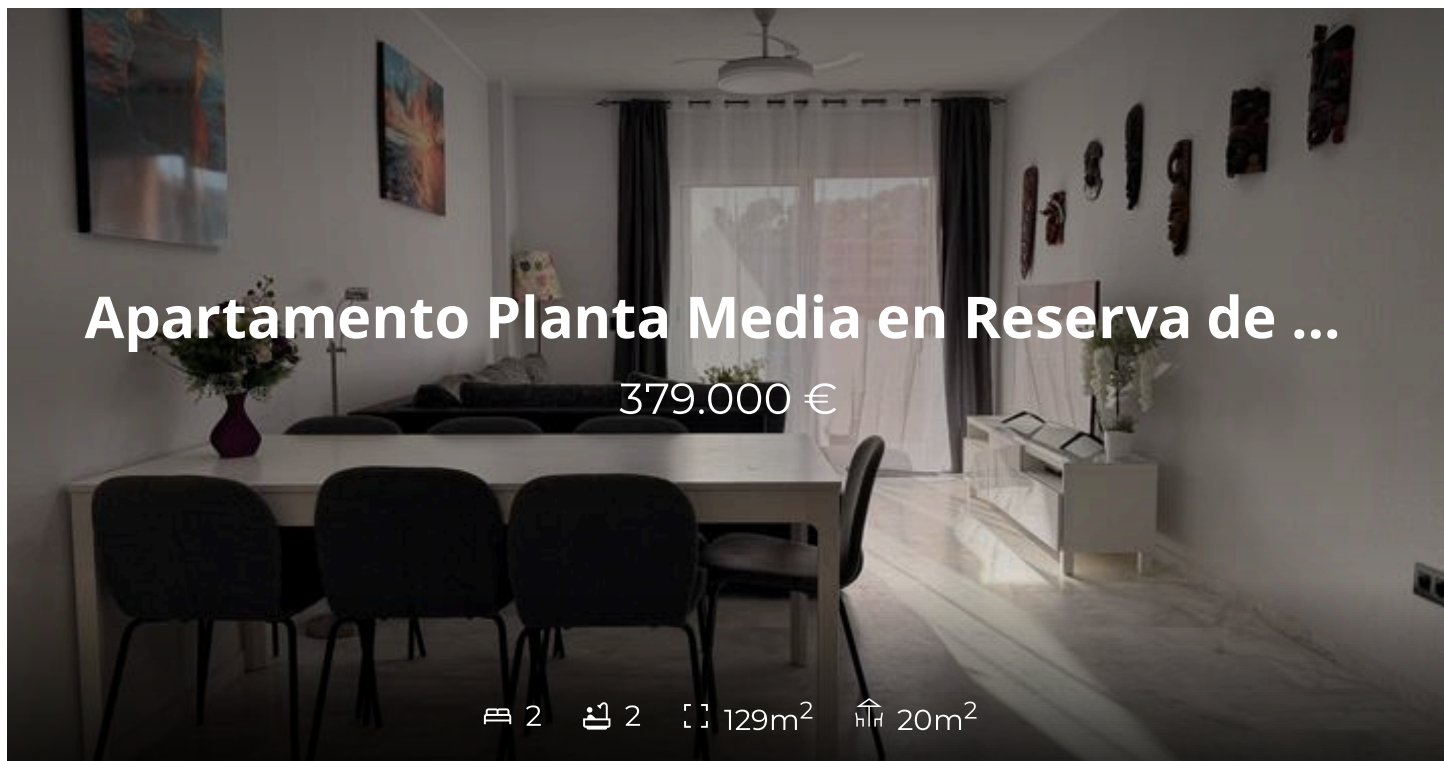 Apartamento Planta Media en Reserva de ...
379.000 €
2 2 129m² 20m²